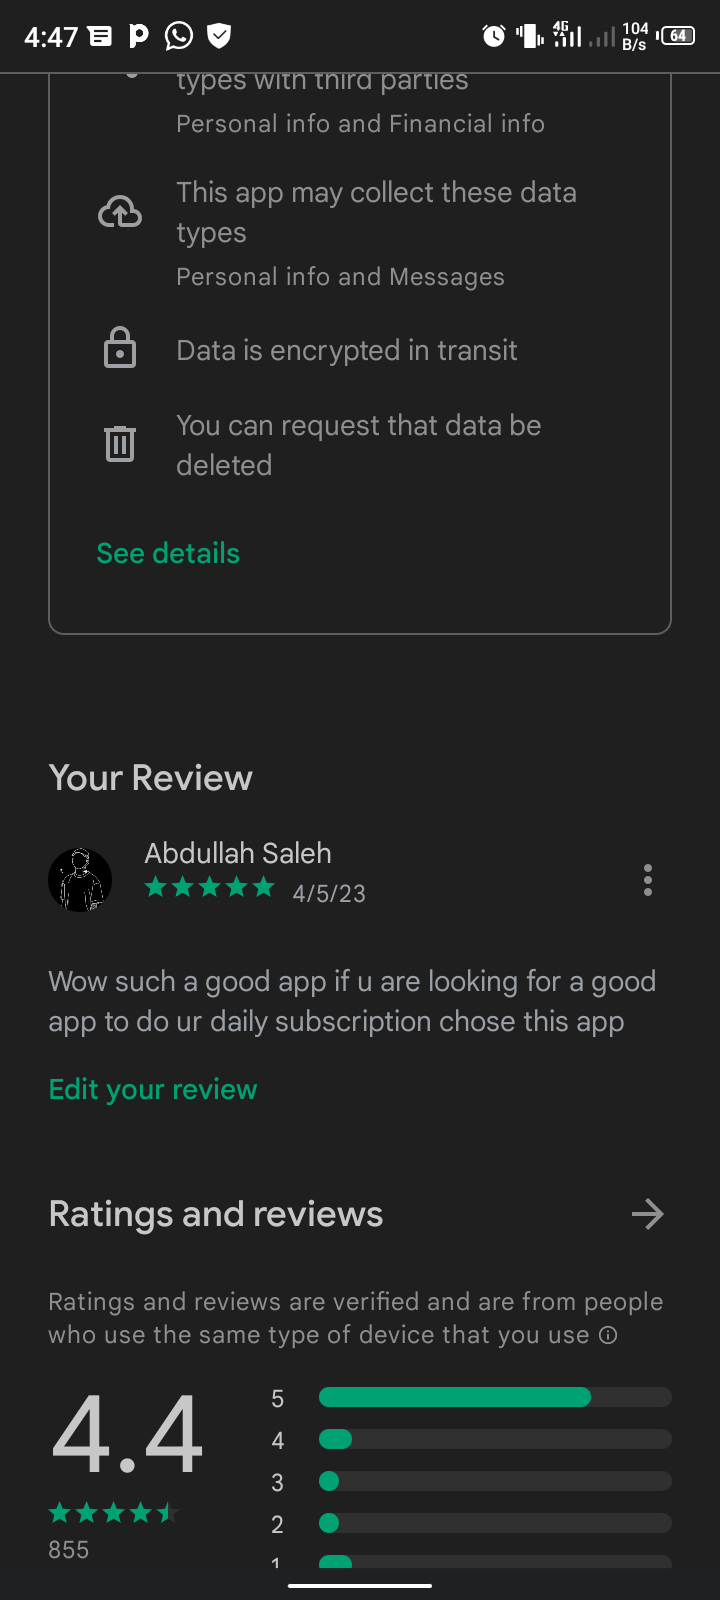 4:47
4G
104
B/s
64
types with third parties
Personal info and Financial info
This app may collect these data
types
Personal info and Messages
Data is encrypted in transit
You can request that data be
deleted
See details
Your Review
Abdullah Saleh
4/5/23
Wow such a good app if u are looking for a good
app to do ur daily subscription chose this app
Edit your review
Ratings and reviews
Ratings and reviews are verified and are from people
who use the same type of device that you use
4.4
855
5
4
3
2
1